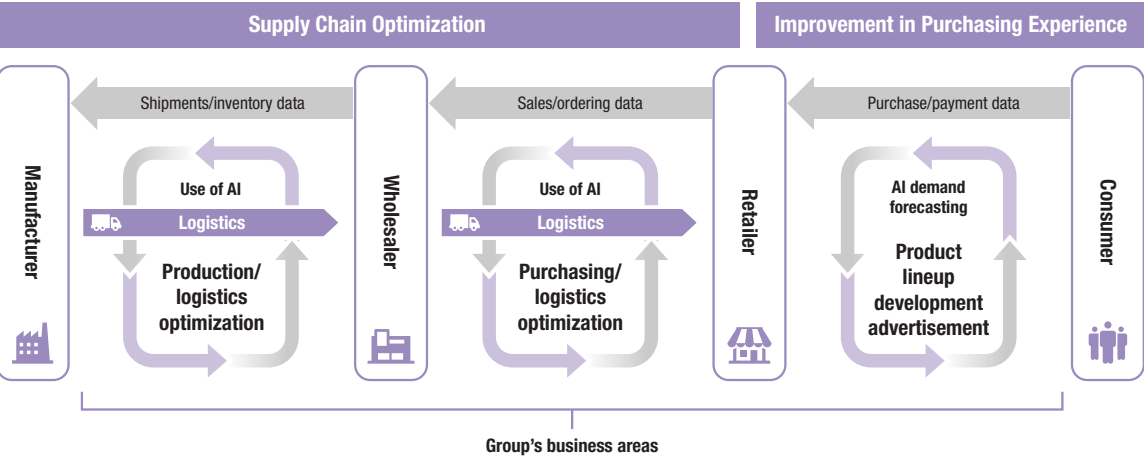 Supply Chain Optimization
Improvement in Purchasing Experience
Manufacturer
Shipments/inventory data
Use of AI
Logistics
Production/
logistics
optimization
Wholesaler
Sales/ordering data
Use of AI
Logistics
Purchasing/
logistics
optimization
Retailer
Purchase/payment data
AI demand
forecasting
Product
lineup
development
advertisement
Consumer
Group's business areas